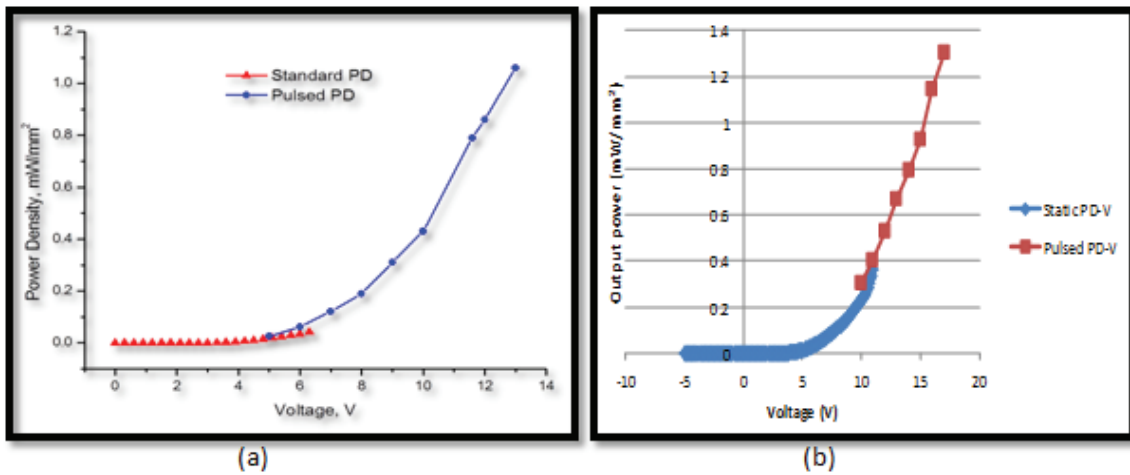 1.2
1.0
0.8
0.6
0.4
0.2
0.0
Power Density, mW/mm²
Standard PD
Pulsed PD
0 2 4 6 8 10 12 14
Voltage, V
(a)
1.4
1.2
1
0.8
0.6
0.4
0.2
0
Output power (mW/mm²)
-10 -5 0 5 10 15 20
Voltage (V)
Static PD-V
Pulsed PD-V
(b)